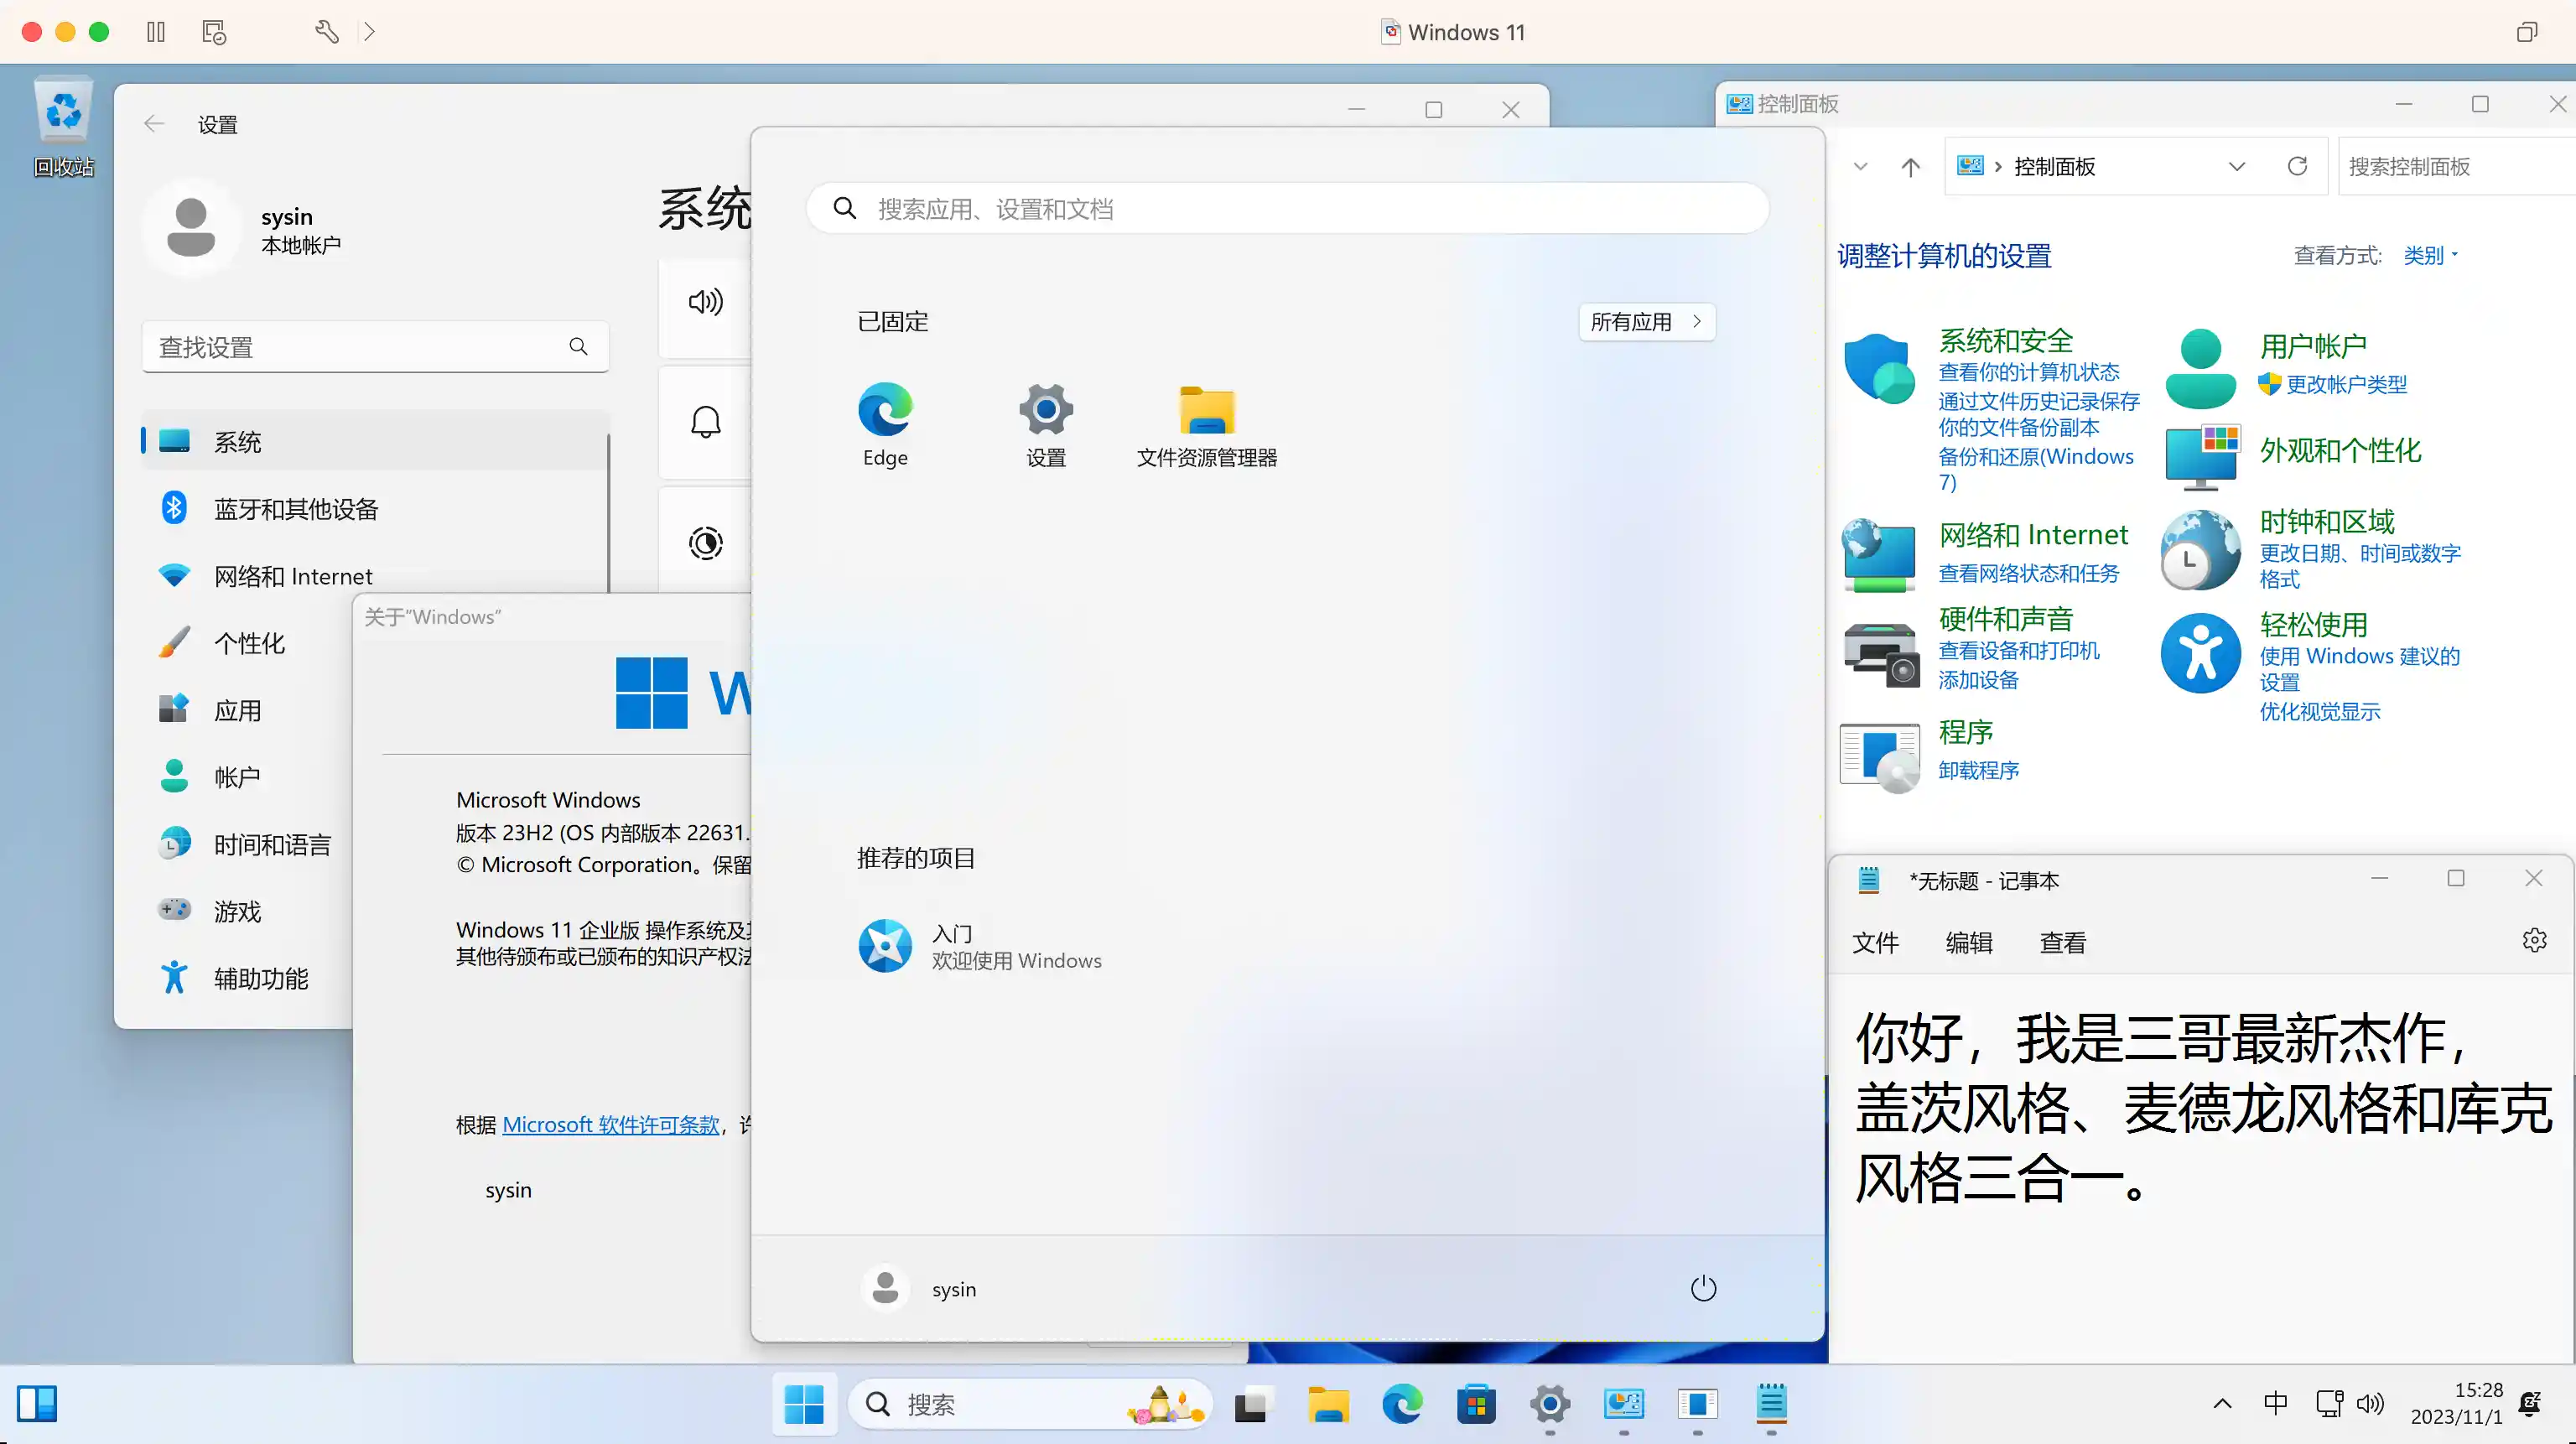 Windows 11
回收站
设置
sysin
本地帐户
查找设置
系统
蓝牙和其他设备
网络和 Internet
个性化
应用
帐户
时间和语言
游戏
辅助功能
系统
关于"Windows"
Microsoft Windows
版本 23H2 (OS 内部版本 22631.
© Microsoft Corporation。保留
Windows 11 企业版 操作系统及
其他待颁布或已颁布的知识产权法
根据 Microsoft 软件许可条款，许
sysin
搜索应用、设置和文档
已固定
所有应用
Edge
设置
文件资源管理器
推荐的项目
入门
欢迎使用 Windows
sysin
控制面板
控制面板
搜索控制面板
调整计算机的设置
查看方式: 类别
系统和安全
查看你的计算机状态
通过文件历史记录保存
你的文件备份副本
备份和还原(Windows
7)
网络和 Internet
查看网络状态和任务
硬件和声音
查看设备和打印机
添加设备
程序
卸载程序
用户帐户
更改帐户类型
外观和个性化
时钟和区域
更改日期、时间或数字
格式
轻松使用
使用 Windows 建议的
设置
优化视觉显示
*无标题 - 记事本
文件 编辑 查看
你好，我是三哥最新杰作，
盖茨风格、麦德龙风格和库克
风格三合一。
搜索
中
15:28
2023/11/1